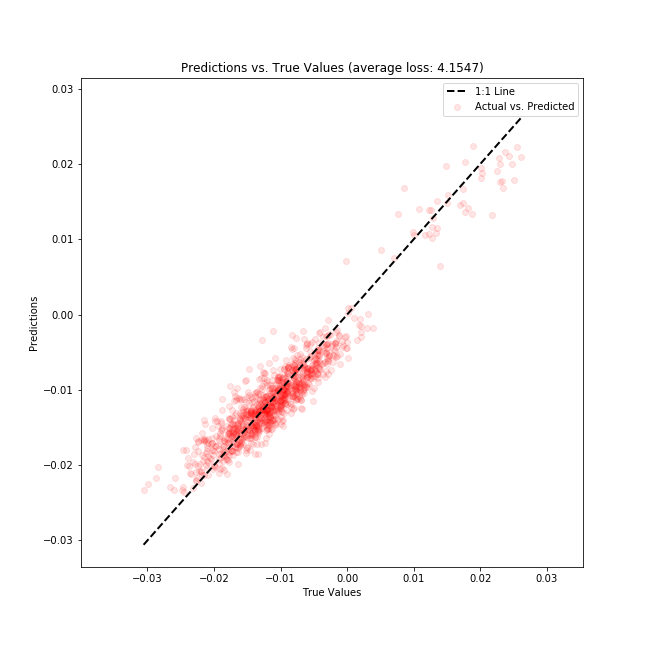 Predictions vs. True Values (average loss: 4.1547)
1:1 Line
Actual vs. Predicted
0.03
0.02
0.01
0.00
−0.01
−0.02
−0.03
Predictions
−0.03 −0.02 −0.01 0.00 0.01 0.02 0.03
True Values